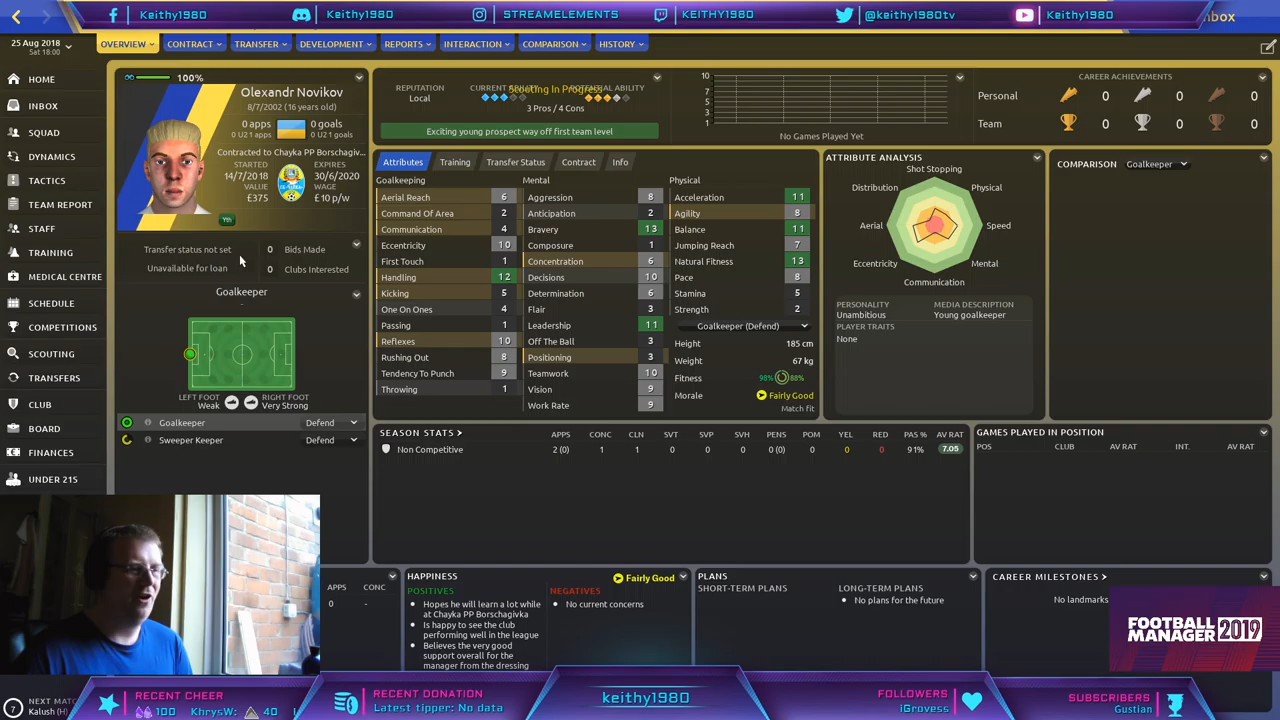 Keithy1980
Keithy1980
STREAMELEMENTS
KEITHY1980
@keithy1980tv
Keithy1980
25 Aug 2018
Sat 18:00
OVERVIEW
CONTRACT
TRANSFER
DEVELOPMENT
REPORTS
INTERACTION
COMPARISON
HISTORY
HOME
INBOX
SQUAD
DYNAMICS
TACTICS
TEAM REPORT
STAFF
TRAINING
MEDICAL CENTRE
SCHEDULE
COMPETITIONS
SCOUTING
TRANSFERS
CLUB
BOARD
FINANCES
UNDER 21S
100%
Olexandr Novikov
8/7/2002 (16 years old)
0 apps 0 goals
0 U21 apps 0 U21 goals
Contracted to Chayka PP Borschagiv...
STARTED EXPIRES
14/7/2018 30/6/2020
VALUE WAGE
£375 £10 p/w
Yth
Transfer status not set 0 Bids Made
Unavailable for loan 0 Clubs Interested
Goalkeeper
-
LEFT FOOT RIGHT FOOT
Weak Very Strong
Goalkeeper Defend
Sweeper Keeper Defend
REPUTATION
Local
Scouting In Progress
3 Pros / 4 Cons
Exciting young prospect way off first team level
10
9
7
5
3
1
No Games Played Yet
CAREER ACHIEVEMENTS
Personal 0 0 0
Team 0 0 0
Attributes Training Transfer Status Contract Info
Goalkeeping
Aerial Reach 6
Command Of Area 2
Communication 4
Eccentricity 10
First Touch 1
Handling 12
Kicking 5
One On Ones 4
Passing 1
Reflexes 10
Rushing Out 8
Tendency To Punch 9
Throwing 1
Mental
Aggression 8
Anticipation 2
Bravery 13
Composure 1
Concentration 6
Decisions 10
Determination 6
Flair 3
Leadership 11
Off The Ball 3
Positioning 3
Teamwork 10
Vision 9
Work Rate 9
Physical
Acceleration 11
Agility 8
Balance 11
Jumping Reach 7
Natural Fitness 13
Pace 8
Stamina 5
Strength 2
Goalkeeper (Defend)
Height 185 cm
Weight 67 kg
Fitness 98% 88%
Morale Fairly Good
Match fit
ATTRIBUTE ANALYSIS
Shot Stopping
Distribution Physical
Aerial Speed
Eccentricity Mental
Communication
PERSONALITY
Unambitious
MEDIA DESCRIPTION
Young goalkeeper
PLAYER TRAITS
None
COMPARISON Goalkeeper
SEASON STATS > APPS CONC CLN SVT SVP SVH PENS POM YEL RED PAS % AV RAT
Non Competitive 2 (0) 1 1 0 0 0 0 (0) 0 0 0 91% 7.05
GAMES PLAYED IN POSITION
POS CLUB AV RAT INT. AV RAT
APPS CONC
0 -
HAPPINESS Fairly Good
POSITIVES
Hopes he will learn a lot while
at Chayka PP Borschagivka
Is happy to see the club
performing well in the league
Believes the very good
support overall for the
manager from the dressing
NEGATIVES
No current concerns
PLANS
SHORT-TERM PLANS
LONG-TERM PLANS
No plans for the future
CAREER MILESTONES >
No landmarks
FOOTBALL
MANAGER 2019
NEXT MAT
Kalush (H)
RECENT CHEER
100 KhrysW: 40
RECENT DONATION
Latest tipper: No data
keithy1980
FOLLOWERS
iGrovess
SUBSCRIBERS
Gustian